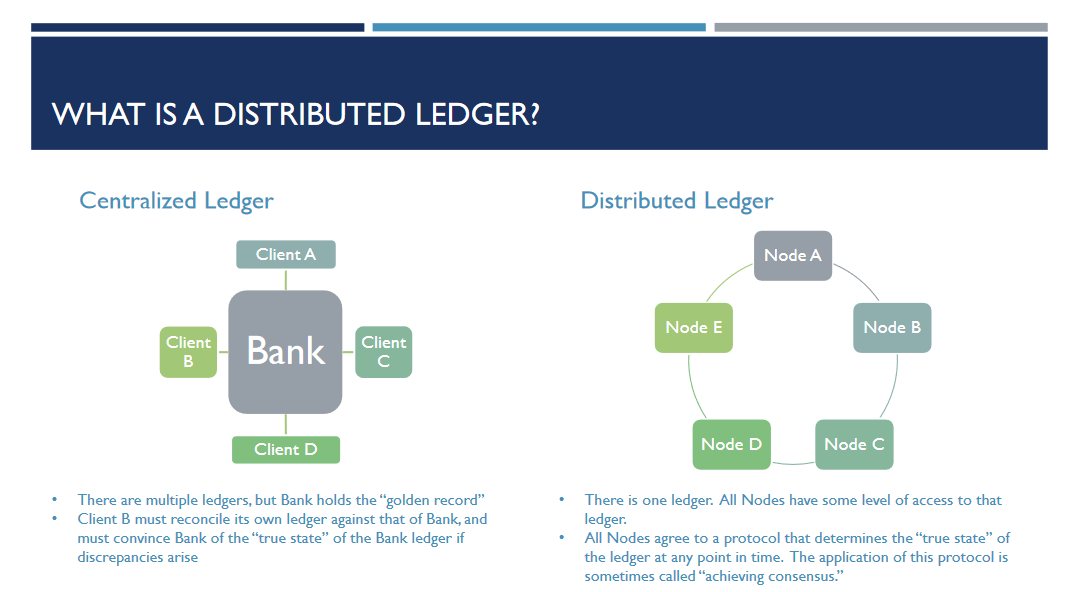 WHAT IS A DISTRIBUTED LEDGER?
Centralized Ledger
Client A
Client
B
Bank
Client
C
Client D
• There are multiple ledgers, but Bank holds the “golden record”
• Client B must reconcile its own ledger against that of Bank, and
must convince Bank of the “true state” of the Bank ledger if
discrepancies arise
Distributed Ledger
Node A
Node E
Node B
Node D
Node C
• There is one ledger. All Nodes have some level of access to that
ledger.
• All Nodes agree to a protocol that determines the “true state” of
the ledger at any point in time. The application of this protocol is
sometimes called “achieving consensus.”